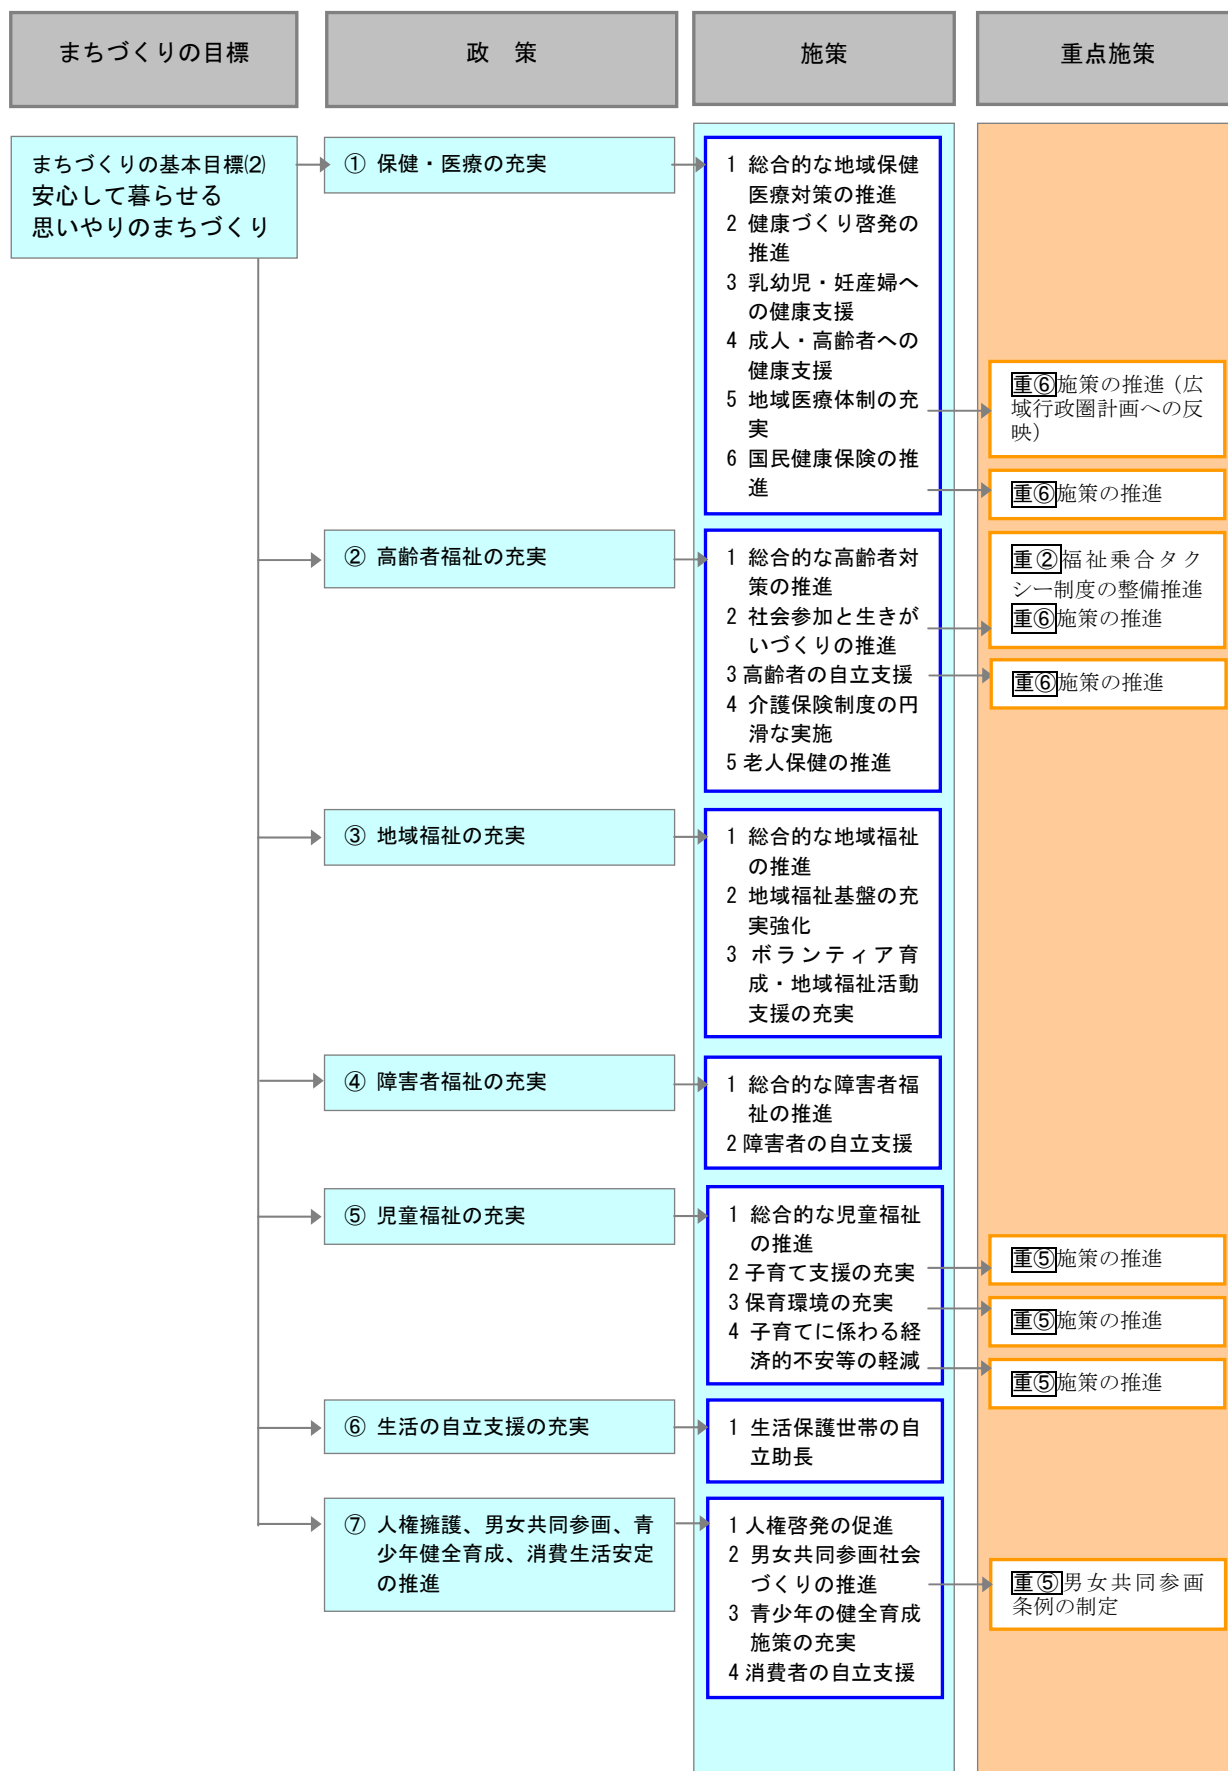 まちづくりの目標
政　策
施策
重点施策
まちづくりの基本目標⑵
安心して暮らせる
思いやりのまちづくり
① 保健・医療の充実
1 総合的な地域保健
医療対策の推進
2 健康づくり啓発の
推進
3 乳幼児・妊産婦へ
の健康支援
4 成人・高齢者への
健康支援
5 地域医療体制の充
実
6 国民健康保険の推
進
重⑥施策の推進（広
域行政圏計画への反
映）
重⑥施策の推進
② 高齢者福祉の充実
1 総合的な高齢者対
策の推進
2 社会参加と生きが
いづくりの推進
3 高齢者の自立支援
4 介護保険制度の円
滑な実施
5 老人保健の推進
重②福祉乗合タク
シー制度の整備推進
重⑥施策の推進
重⑥施策の推進
③ 地域福祉の充実
1 総合的な地域福祉
の推進
2 地域福祉基盤の充
実強化
3 ボランティア育
成・地域福祉活動
支援の充実
④ 障害者福祉の充実
1 総合的な障害者福
祉の推進
2 障害者の自立支援
⑤ 児童福祉の充実
1 総合的な児童福祉
の推進
2 子育て支援の充実
3 保育環境の充実
4 子育てに係わる経
済的不安等の軽減
重⑤施策の推進
重⑤施策の推進
重⑤施策の推進
⑥ 生活の自立支援の充実
1 生活保護世帯の自
立助長
⑦ 人権擁護、男女共同参画、青
少年健全育成、消費生活安定
の推進
1 人権啓発の促進
2 男女共同参画社会
づくりの推進
3 青少年の健全育成
施策の充実
4 消費者の自立支援
重⑤男女共同参画
条例の制定